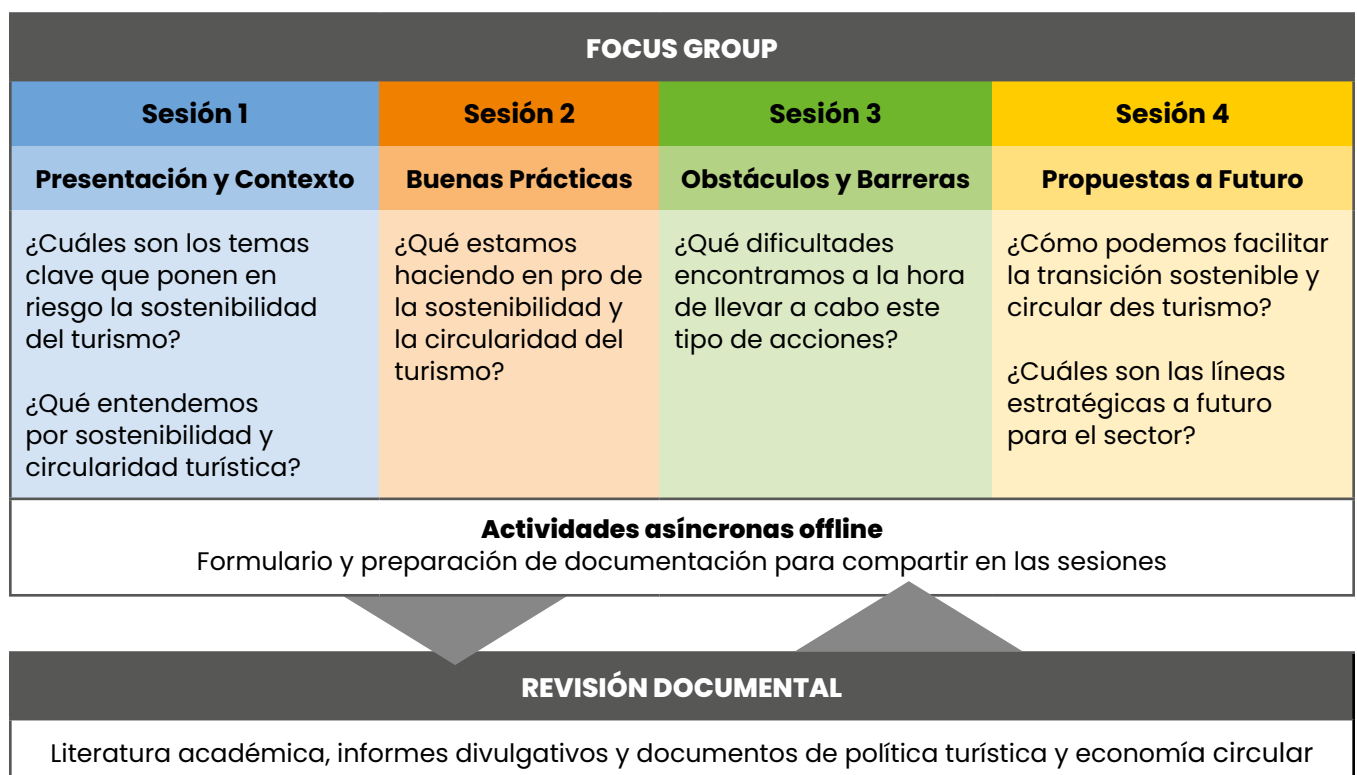 FOCUS GROUP
Sesión 1
Sesión 2
Sesión 3
Sesión 4
Presentación y Contexto
Buenas Prácticas
Obstáculos y Barreras
Propuestas a Futuro
¿Cuáles son los temas
clave que ponen en
riesgo la sostenibilidad
del turismo?
¿Qué entendemos
por sostenibilidad y
circularidad turística?
¿Qué estamos
haciendo en pro de
la sostenibilidad y
la circularidad del
turismo?
¿Qué dificultades
encontramos a la hora
de llevar a cabo este
tipo de acciones?
¿Cómo podemos facilitar
la transición sostenible y
circular des turismo?
¿Cuáles son las líneas
estratégicas a futuro
para el sector?
Actividades asíncronas offline
Formulario y preparación de documentación para compartir en las sesiones
REVISIÓN DOCUMENTAL
Literatura académica, informes divulgativos y documentos de política turística y economía circular